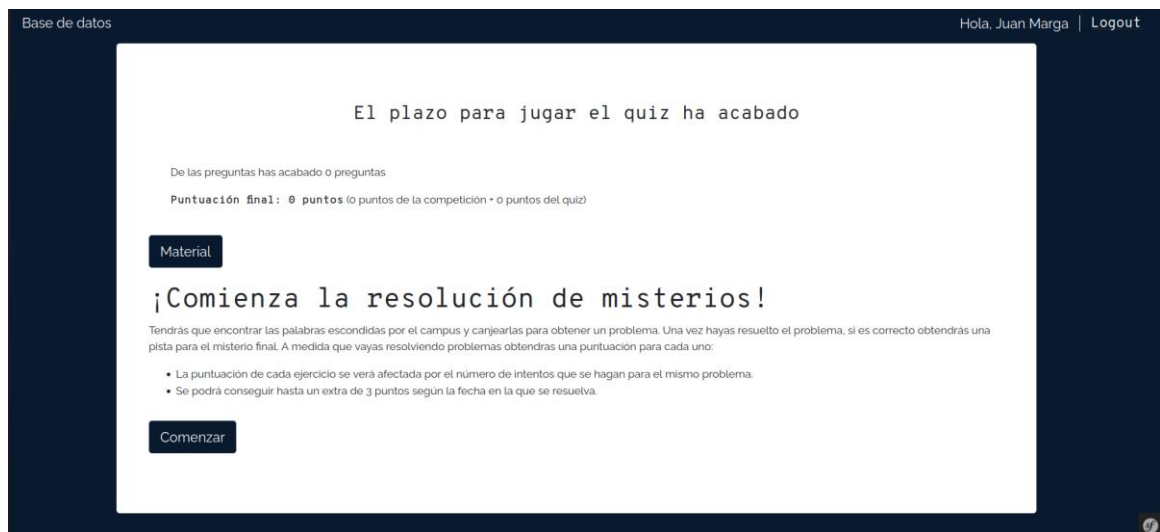 Base de datos
Hola, Juan Marga | Logout
El plazo para jugar el quiz ha acabado
De las preguntas has acabado 0 preguntas
Puntuación final: 0 puntos (0 puntos de la competición + 0 puntos del quiz)
Material
¡Comienza la resolución de misterios!
Tendrás que encontrar las palabras escondidas por el campus y canjearlas para obtener un problema. Una vez hayas resuelto el problema, si es correcto obtendrás una
pista para el misterio final. A medida que vayas resolviendo problemas obtendras una puntuación para cada uno:
• La puntuación de cada ejercicio se verá afectada por el número de intentos que se hagan para el mismo problema.
• Se podrá conseguir hasta un extra de 3 puntos según la fecha en la que se resuelva.
Comenzar